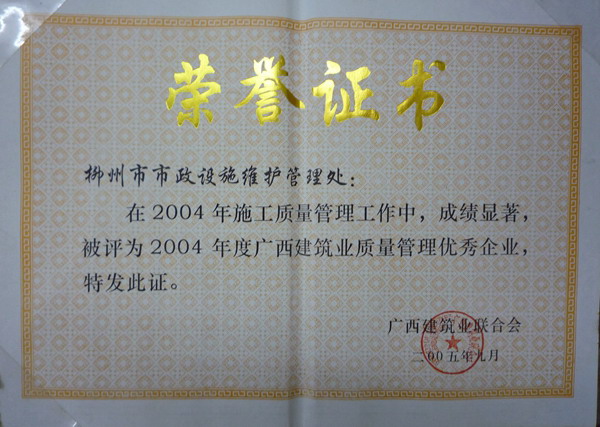 荣誉证书
柳州市市政设施维护管理处：
在2004年施工质量管理工作中，成绩显著，
被评为2004年度广西建筑业质量管理优秀企业，
特发此证。
广西建筑业联合会
二00五年九月